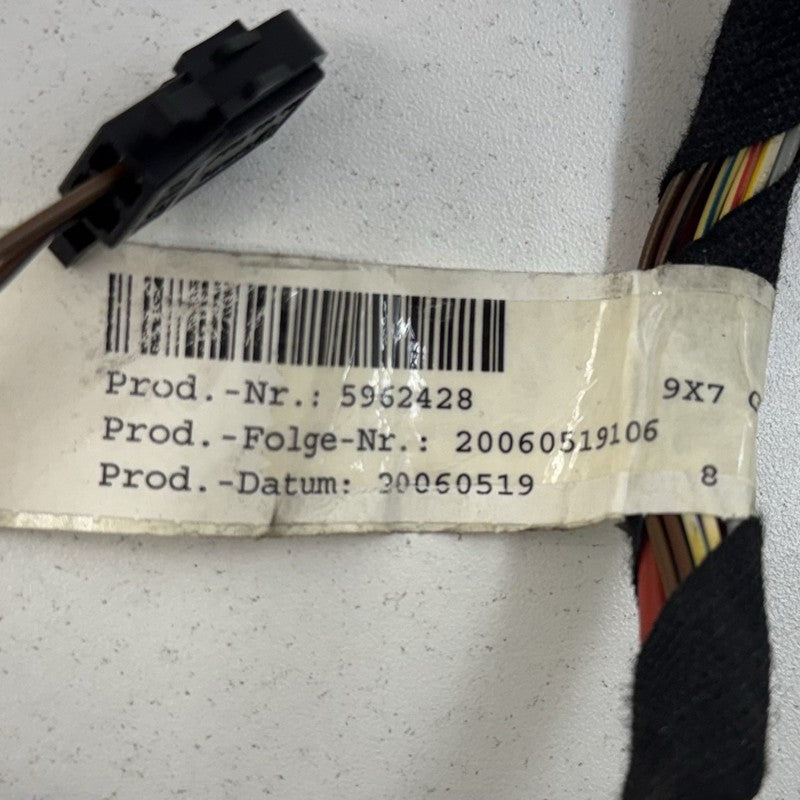 Prod.-Nr.: 5962428 9X7
Prod.-Folge-Nr.: 20060519106
Prod.-Datum: 20060519 8